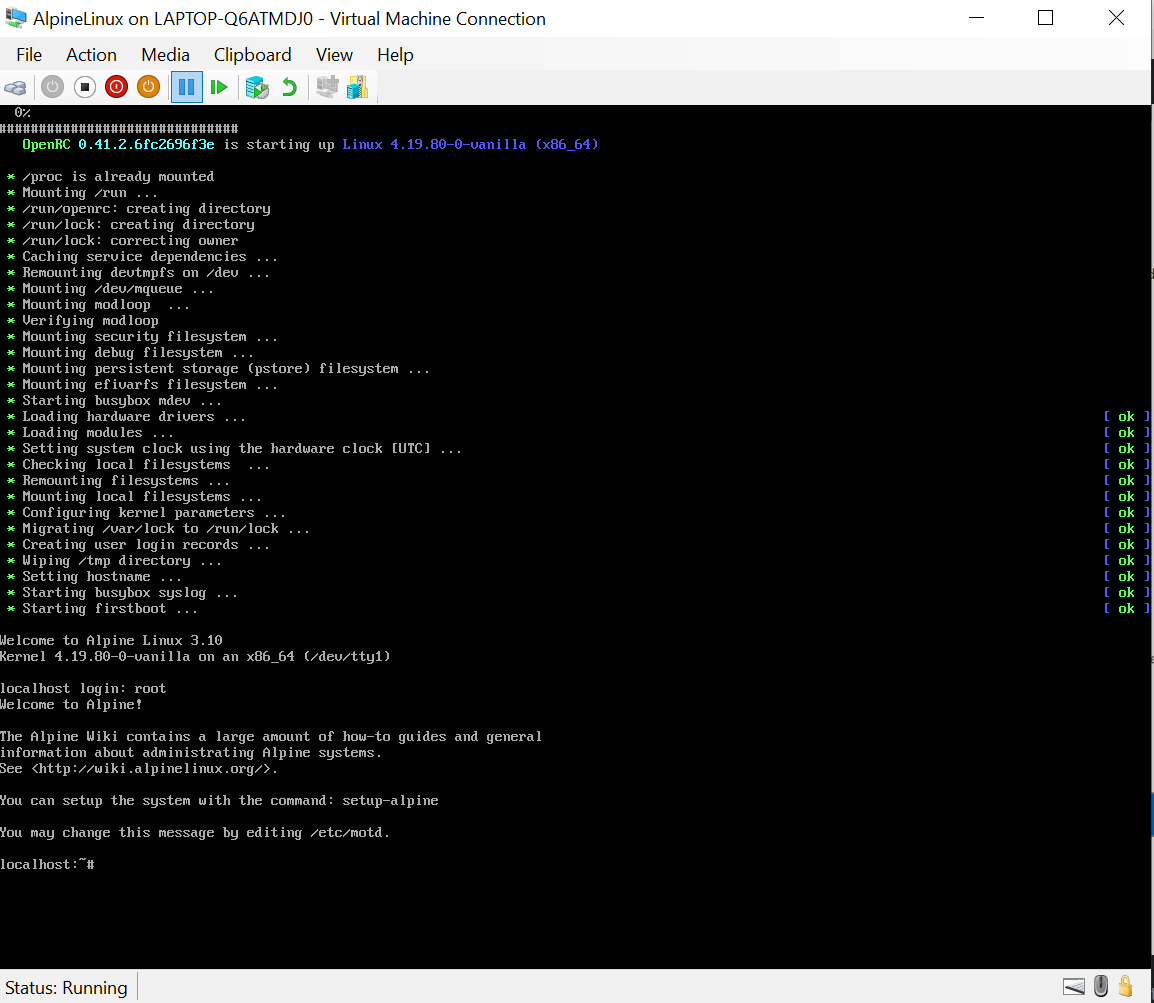 AlpineLinux on LAPTOP-Q6ATMDJ0 - Virtual Machine Connection
File Action Media Clipboard View Help
0%
##############################
OpenRC 0.41.2.6fc2696f3e is starting up Linux 4.19.80-0-vanilla (x86_64)
* /proc is already mounted
* Mounting /run ...
* /run/openrc: creating directory
* /run/lock: creating directory
* /run/lock: correcting owner
* Caching service dependencies ...
* Remounting devtmpfs on /dev ...
* Mounting /dev/mqueue ...
* Mounting modloop  ...
* Verifying modloop
* Mounting security filesystem ...
* Mounting debug filesystem ...
* Mounting persistent storage (pstore) filesystem ...
* Mounting efivarfs filesystem ...
* Starting busybox mdev ...
* Loading hardware drivers ... [ ok ]
* Loading modules ... [ ok ]
* Setting system clock using the hardware clock [UTC] ... [ ok ]
* Checking local filesystems  ... [ ok ]
* Remounting filesystems ... [ ok ]
* Mounting local filesystems ... [ ok ]
* Configuring kernel parameters ... [ ok ]
* Migrating /var/lock to /run/lock ... [ ok ]
* Creating user login records ... [ ok ]
* Wiping /tmp directory ... [ ok ]
* Setting hostname ... [ ok ]
* Starting busybox syslog ... [ ok ]
* Starting firstboot ... [ ok ]
Welcome to Alpine Linux 3.10
Kernel 4.19.80-0-vanilla on an x86_64 (/dev/tty1)
localhost login: root
Welcome to Alpine!
The Alpine Wiki contains a large amount of how-to guides and general
information about administrating Alpine systems.
See <http://wiki.alpinelinux.org/>.
You can setup the system with the command: setup-alpine
You may change this message by editing /etc/motd.
localhost:~#
Status: Running